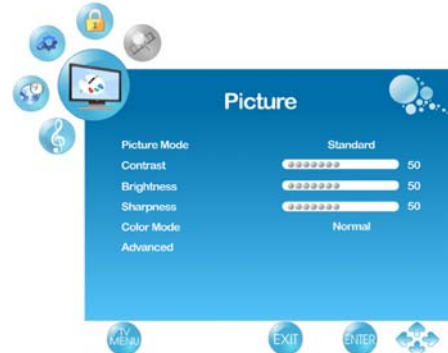 Picture
Picture Mode Standard
Contrast 50
Brightness 50
Sharpness 50
Color Mode Normal
Advanced
TV MENU EXIT ENTER